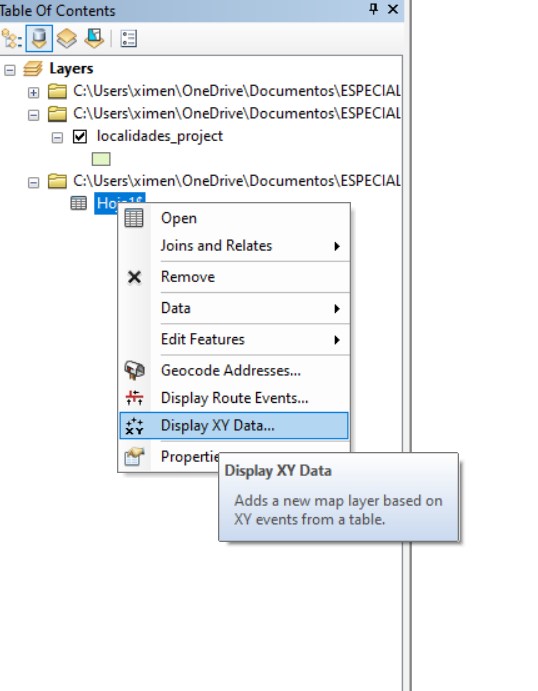 Table Of Contents
Layers
C:\Users\ximen\OneDrive\Documentos\ESPECIAL
C:\Users\ximen\OneDrive\Documentos\ESPECIAL
localidades_project
C:\Users\ximen\OneDrive\Documentos\ESPECIAL
Hoja1$
Open
Joins and Relates
Remove
Data
Edit Features
Geocode Addresses...
Display Route Events...
XY Display XY Data...
Propertie
Display XY Data
Adds a new map layer based on
XY events from a table.